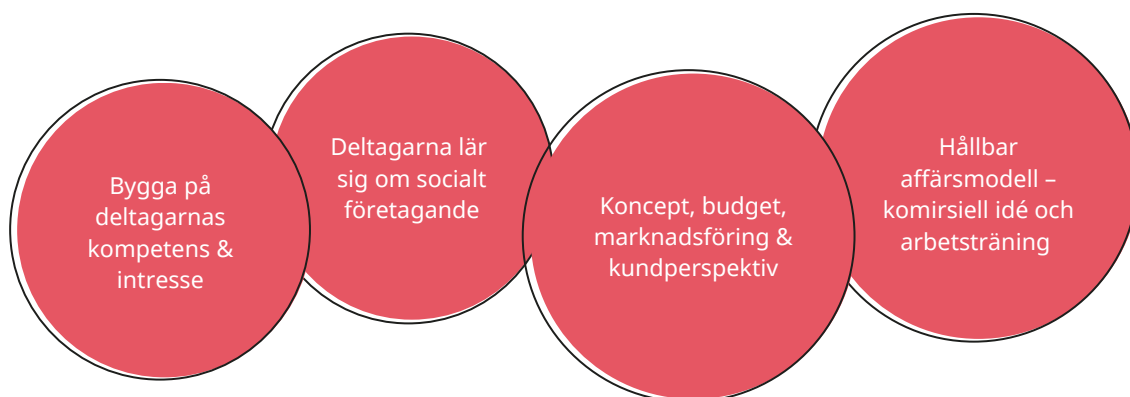 Bygga på
deltagarnas
kompetens &
intresse
Deltagarna lär
sig om socialt
företagande
Koncept, budget,
marknadsföring &
kundperspektiv
Hållbar
affärsmodell –
komirsiell idé och
arbetsträning